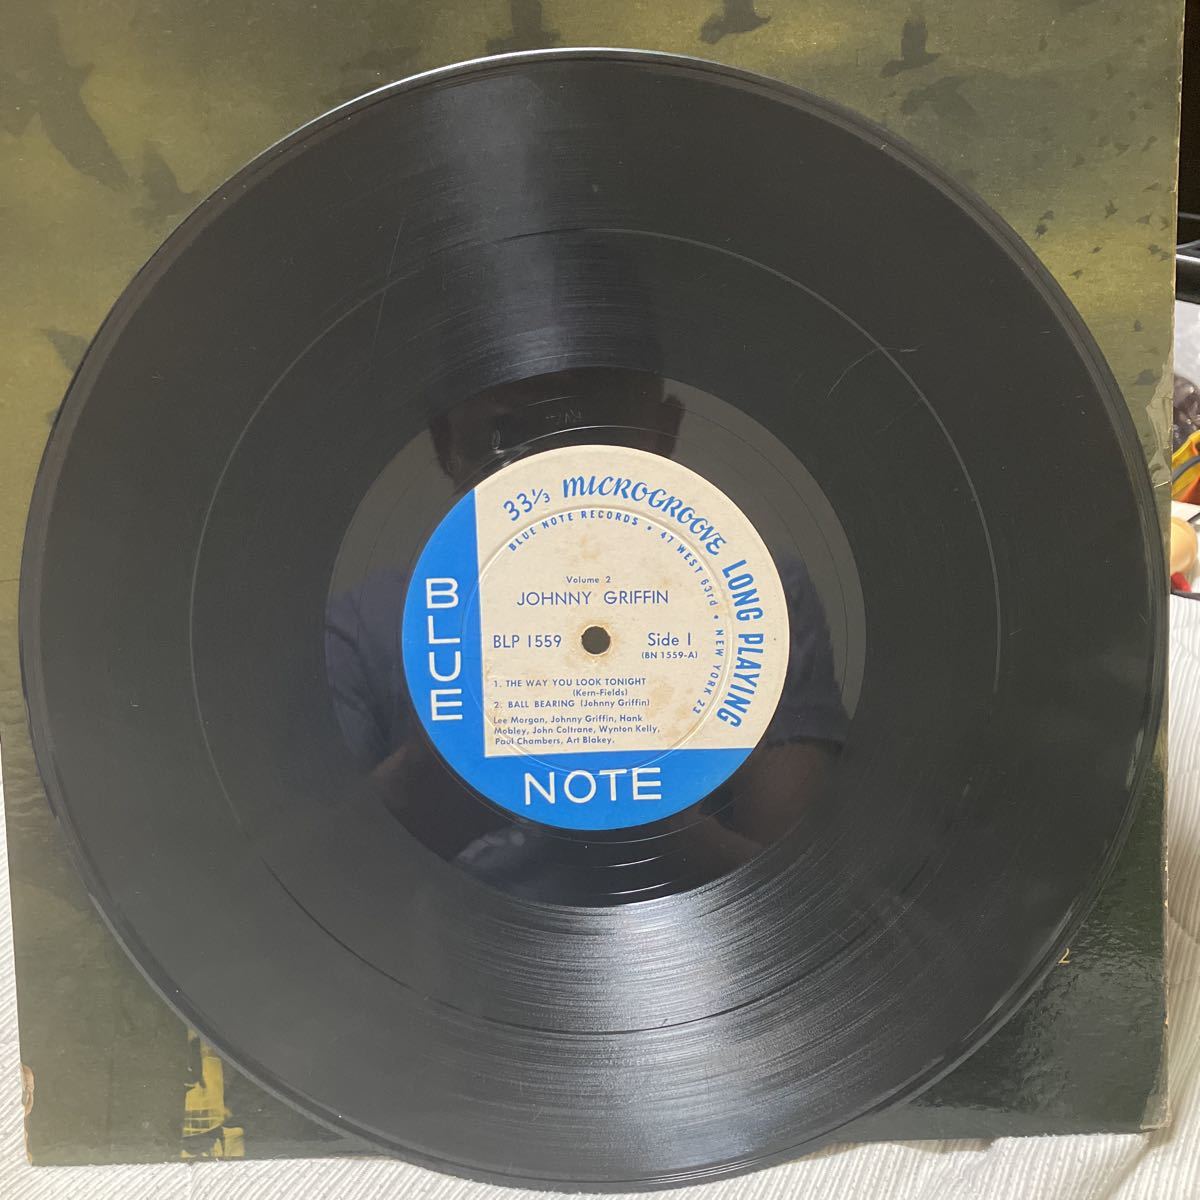 33⅓ MICROGROOVE LONG PLAYING
BLUE NOTE RECORDS • 47 WEST 63rd • NEW YORK 23
Volume 2
JOHNNY GRIFFIN
BLP 1559
Side 1
(BN 1559-A)
1. THE WAY YOU LOOK TONIGHT
(Kern-Fields)
2. BALL BEARING (Johnny Griffin)
Lee Morgan, Johnny Griffin, Hank
Mobley, John Coltrane, Wynton Kelly,
Paul Chambers, Art Blakey.
BLUE
NOTE
2